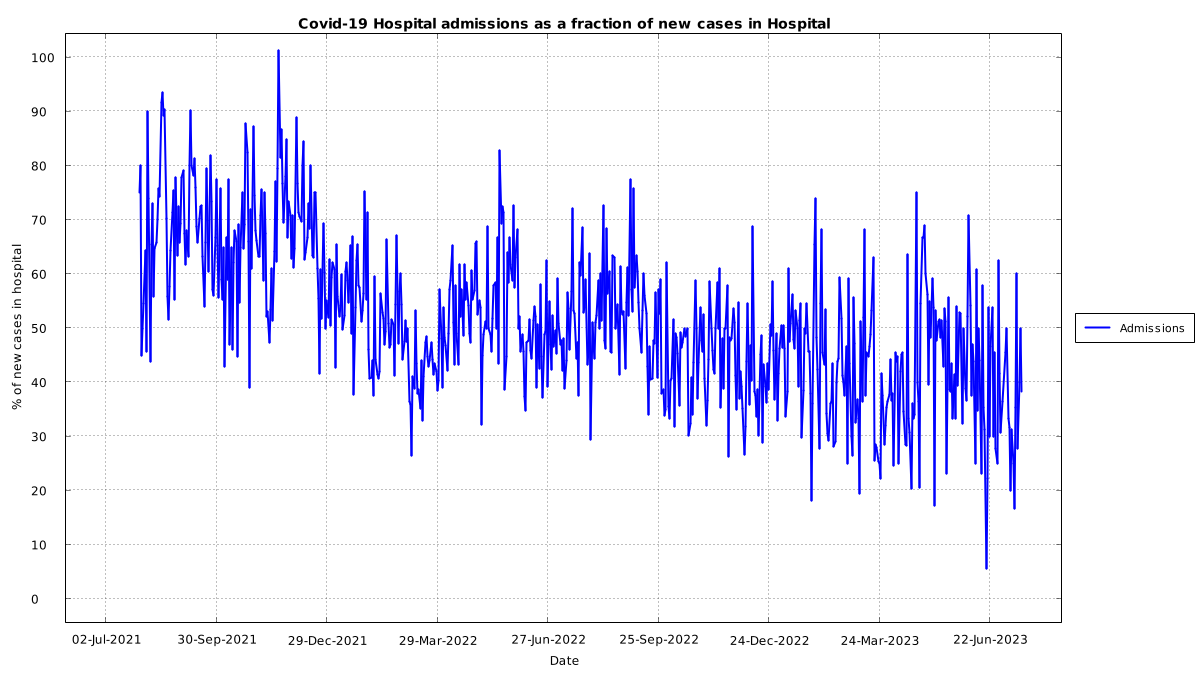 Covid-19 Hospital admissions as a fraction of new cases in Hospital
100
90
80
70
60
50
40
30
20
10
0
% of new cases in hospital
02-Jul-2021 30-Sep-2021 29-Dec-2021 29-Mar-2022 27-Jun-2022 25-Sep-2022 24-Dec-2022 24-Mar-2023 22-Jun-2023
Date
Admissions